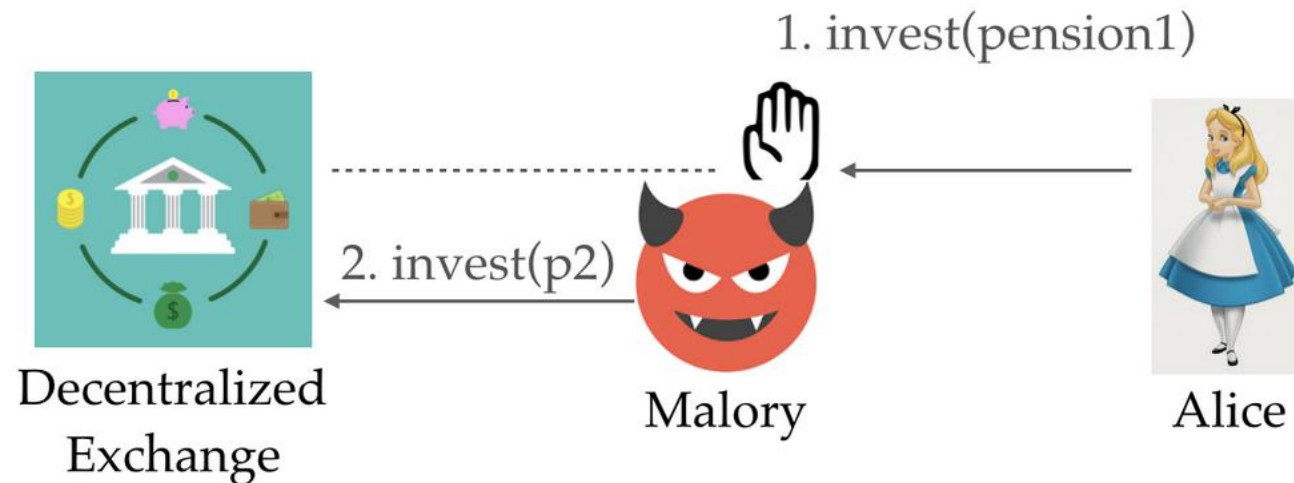 1. invest(pension1)
2. invest(p2)
Decentralized
Exchange
Malory
Alice
$
$